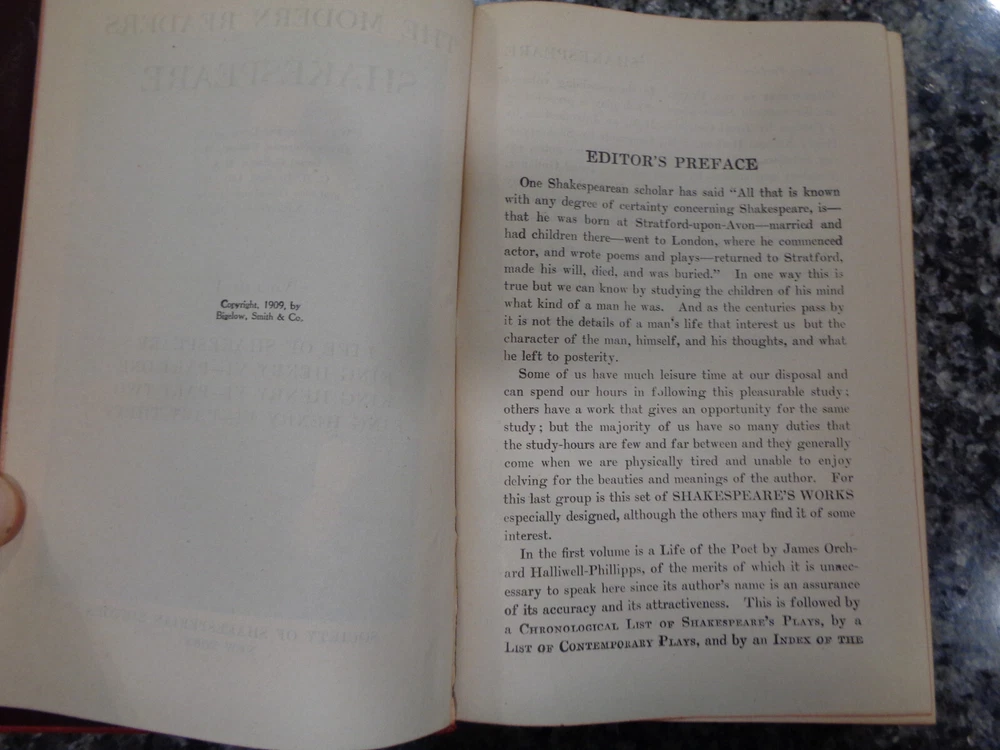 Copyright, 1909, by
Bigelow, Smith & Co.
EDITOR'S PREFACE
One Shakespearean scholar has said "All that is known
with any degree of certainty concerning Shakespeare, is—
that he was born at Stratford-upon-Avon—married and
had children there—went to London, where he commenced
actor, and wrote poems and plays—returned to Stratford,
made his will, died, and was buried." In one way this is
true but we can know by studying the children of his mind
what kind of a man he was. And as the centuries pass by
it is not the details of a man's life that interest us but the
character of the man, himself, and his thoughts, and what
he left to posterity.
Some of us have much leisure time at our disposal and
can spend our hours in following this pleasurable study;
others have a work that gives an opportunity for the same
study; but the majority of us have so many duties that
the study-hours are few and far between and they generally
come when we are physically tired and unable to enjoy
delving for the beauties and meanings of the author. For
this last group is this set of SHAKESPEARE'S WORKS
especially designed, although the others may find it of some
interest.
In the first volume is a Life of the Poet by James Orch-
ard Halliwell-Phillipps, of the merits of which it is unnec-
essary to speak here since its author's name is an assurance
of its accuracy and its attractiveness. This is followed by
a CHRONOLOGICAL LIST OF SHAKESPEARE'S PLAYS, by a
LIST OF CONTEMPORARY PLAYS, and by an INDEX OF THE